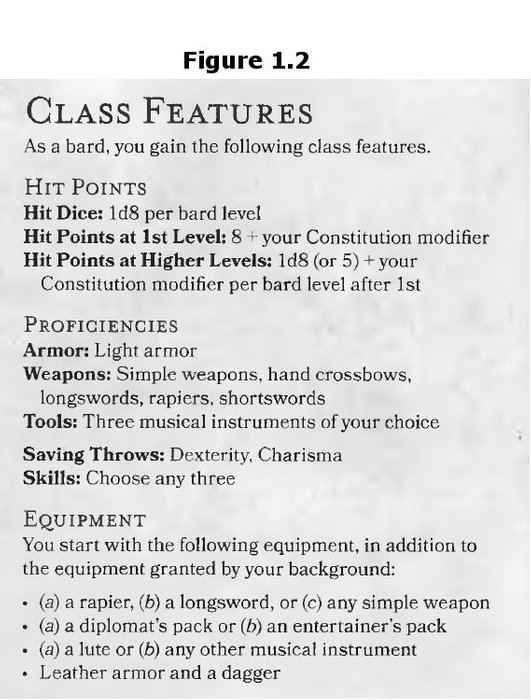 Figure 1.2
CLASS FEATURES
As a bard, you gain the following class features.
HIT POINTS
Hit Dice: 1d8 per bard level
Hit Points at 1st Level: 8 + your Constitution modifier
Hit Points at Higher Levels: 1d8 (or 5) + your
Constitution modifier per bard level after 1st
PROFICIENCIES
Armor: Light armor
Weapons: Simple weapons, hand crossbows,
longswords, rapiers, shortswords
Tools: Three musical instruments of your choice
Saving Throws: Dexterity, Charisma
Skills: Choose any three
EQUIPMENT
You start with the following equipment, in addition to
the equipment granted by your background:
• (a) a rapier, (b) a longsword, or (c) any simple weapon
• (a) a diplomat's pack or (b) an entertainer's pack
• (a) a lute or (b) any other musical instrument
• Leather armor and a dagger